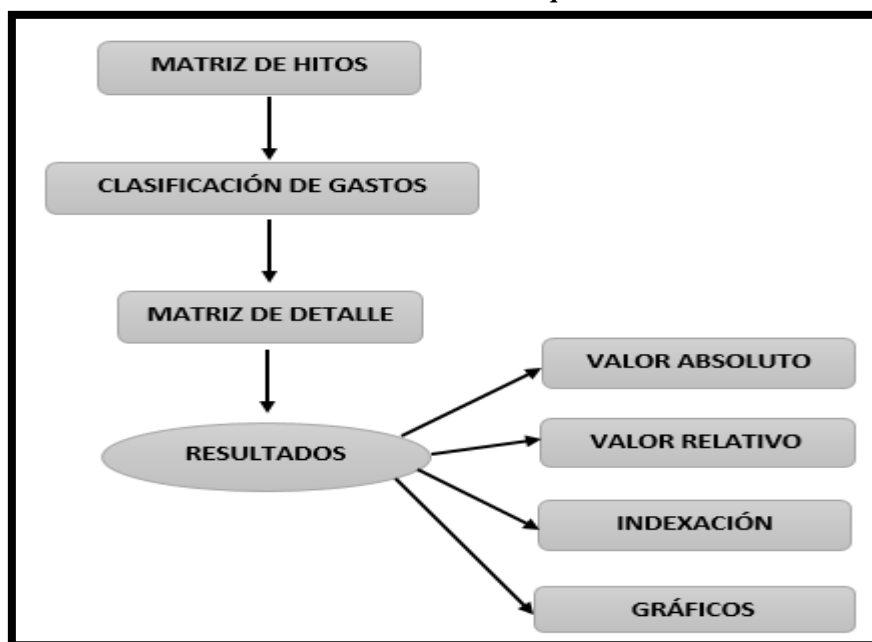 MATRIZ DE HITOS
CLASIFICACIÓN DE GASTOS
MATRIZ DE DETALLE
RESULTADOS
VALOR ABSOLUTO
VALOR RELATIVO
INDEXACIÓN
GRÁFICOS